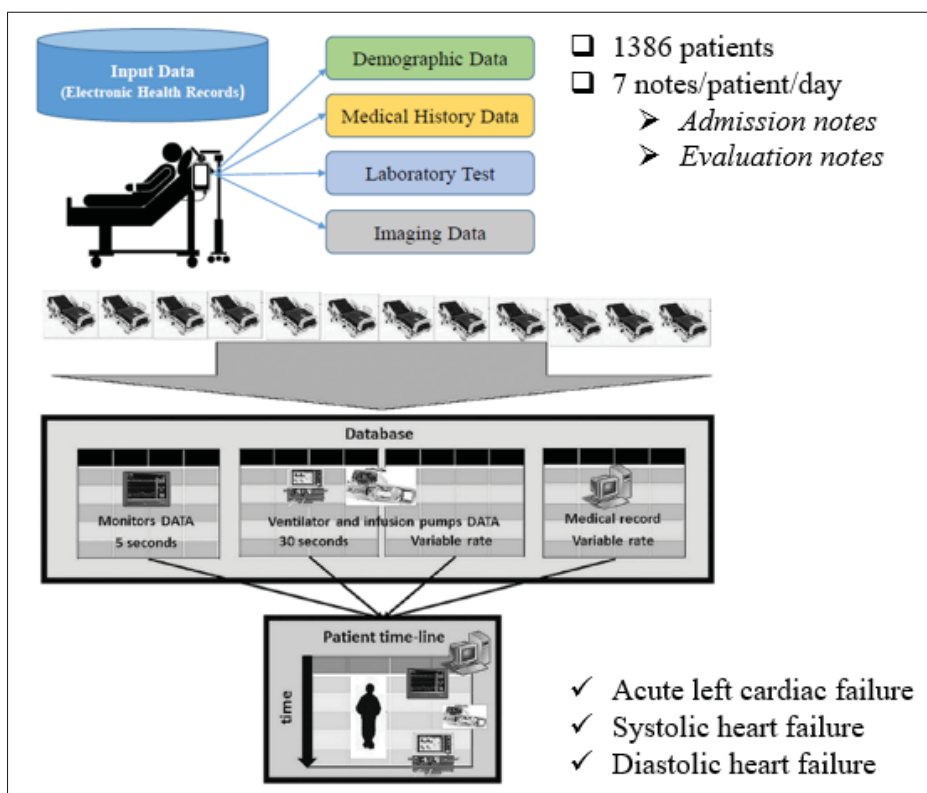 Input Data
(Electronic Health Records)
Demographic Data
Medical History Data
Laboratory Test
Imaging Data
❑ 1386 patients
❑ 7 notes/patient/day
➢ Admission notes
➢ Evaluation notes
Database
Monitors DATA
5 seconds
Ventilator and infusion pumps DATA
30 seconds
Variable rate
Medical record
Variable rate
Patient time-line
time
✓ Acute left cardiac failure
✓ Systolic heart failure
✓ Diastolic heart failure